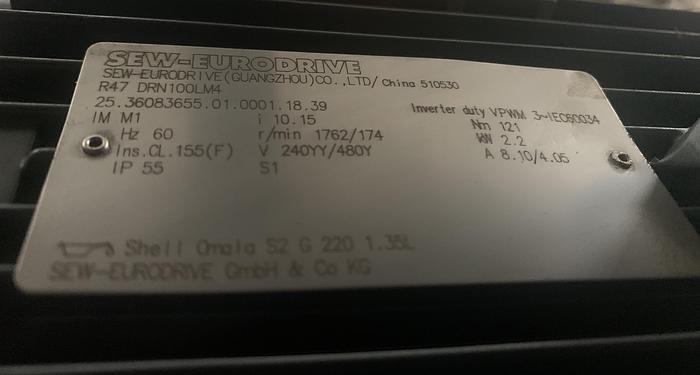 SEW-EURODRIVE
SEW-EURODRIVE(GUANGZHOU)CO.,LTD/ China 510530
R47 DRN100LM4
25.36083655.01.0001.18.39 Inverter duty VPWM 3~IEC60034
IM M1 i 10.15 Nm 121
Hz 60 r/min 1762/174 kW 2.2
Ins.CL.155(F) V 240YY/480Y A 8.10/4.05
IP 55 S1
Shell Omala S2 G 220 1.35L
SEW-EURODRIVE GmbH & Co KG